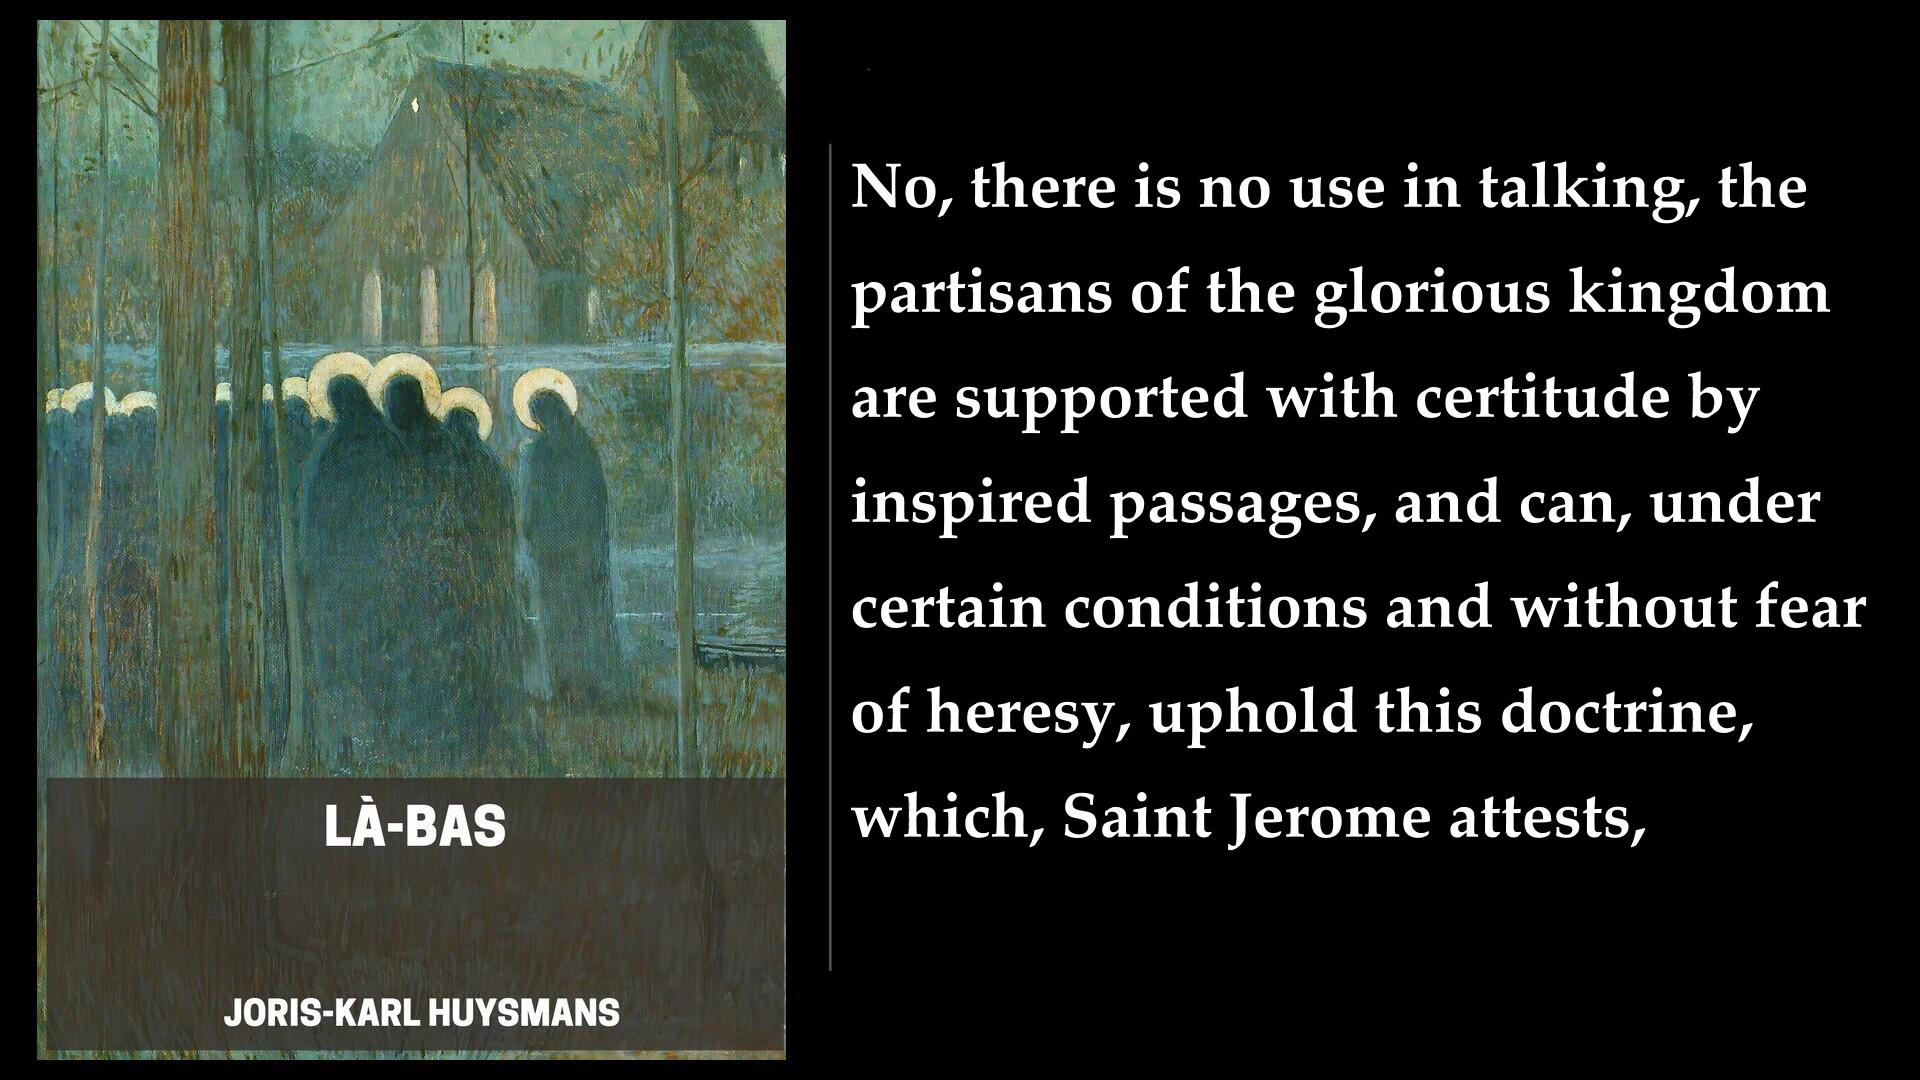 LÀ-BAS
JORIS-KARL HUYSMANS
No, there is no use in talking, the
partisans of the glorious kingdom
are supported with certitude by
inspired passages, and can, under
certain conditions and without fear
of heresy, uphold this doctrine,
which, Saint Jerome attests,